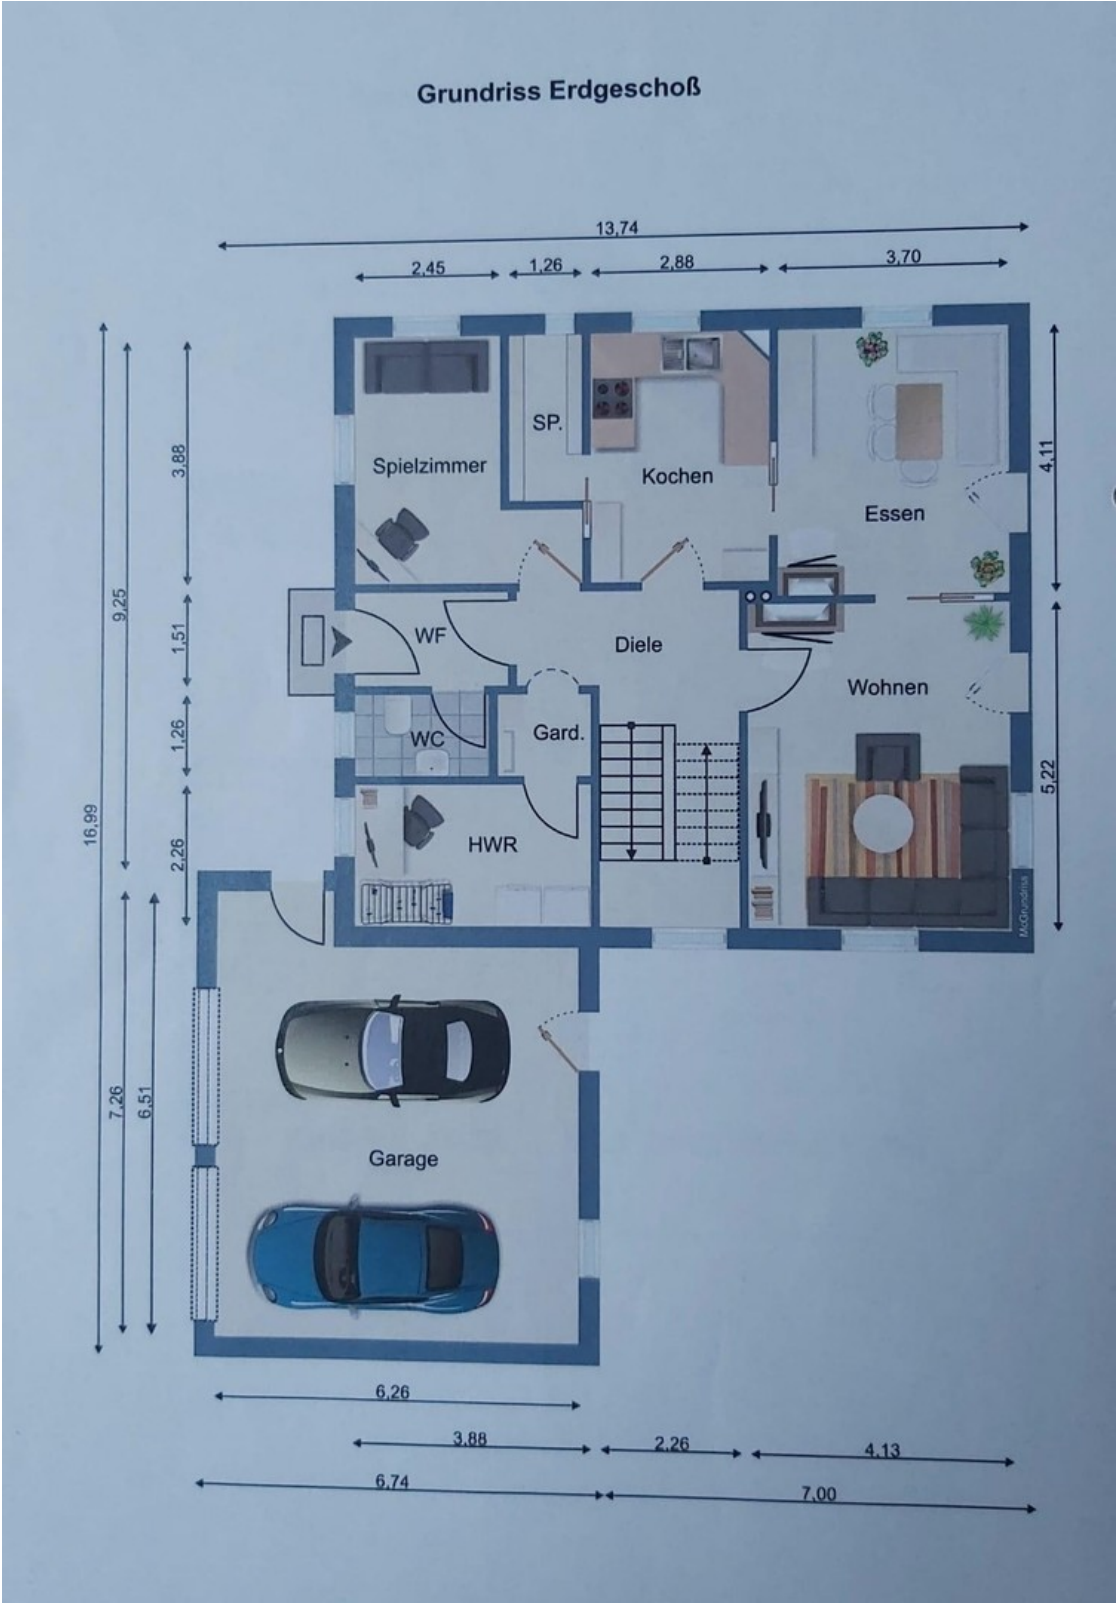 Grundriss Erdgeschoß
13,74
2,45
1,26
2,88
3,70
16,99
9,25
3,88
1,51
1,26
2,26
7,26
6,51
4,11
5,22
SP.
Spielzimmer
Kochen
Essen
WF
Diele
Wohnen
WC
Gard.
HWR
McGrundriss
Garage
6,26
3,88
2,26
4,13
6,74
7,00